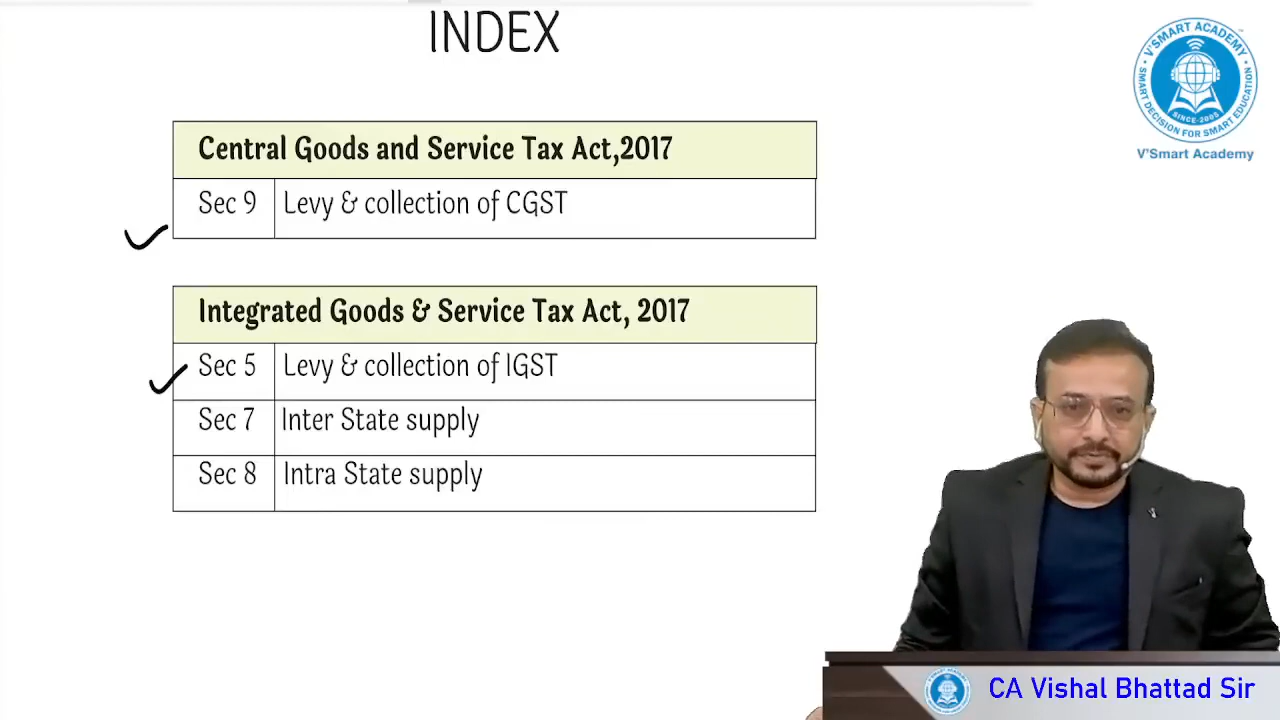 INDEX
V'SMART ACADEMY
SMART DECISION FOR SMART EDUCATION
SINCE-2005
V'Smart Academy
Central Goods and Service Tax Act,2017
Sec 9 Levy & collection of CGST
Integrated Goods & Service Tax Act, 2017
Sec 5 Levy & collection of IGST
Sec 7 Inter State supply
Sec 8 Intra State supply
CA Vishal Bhattad Sir